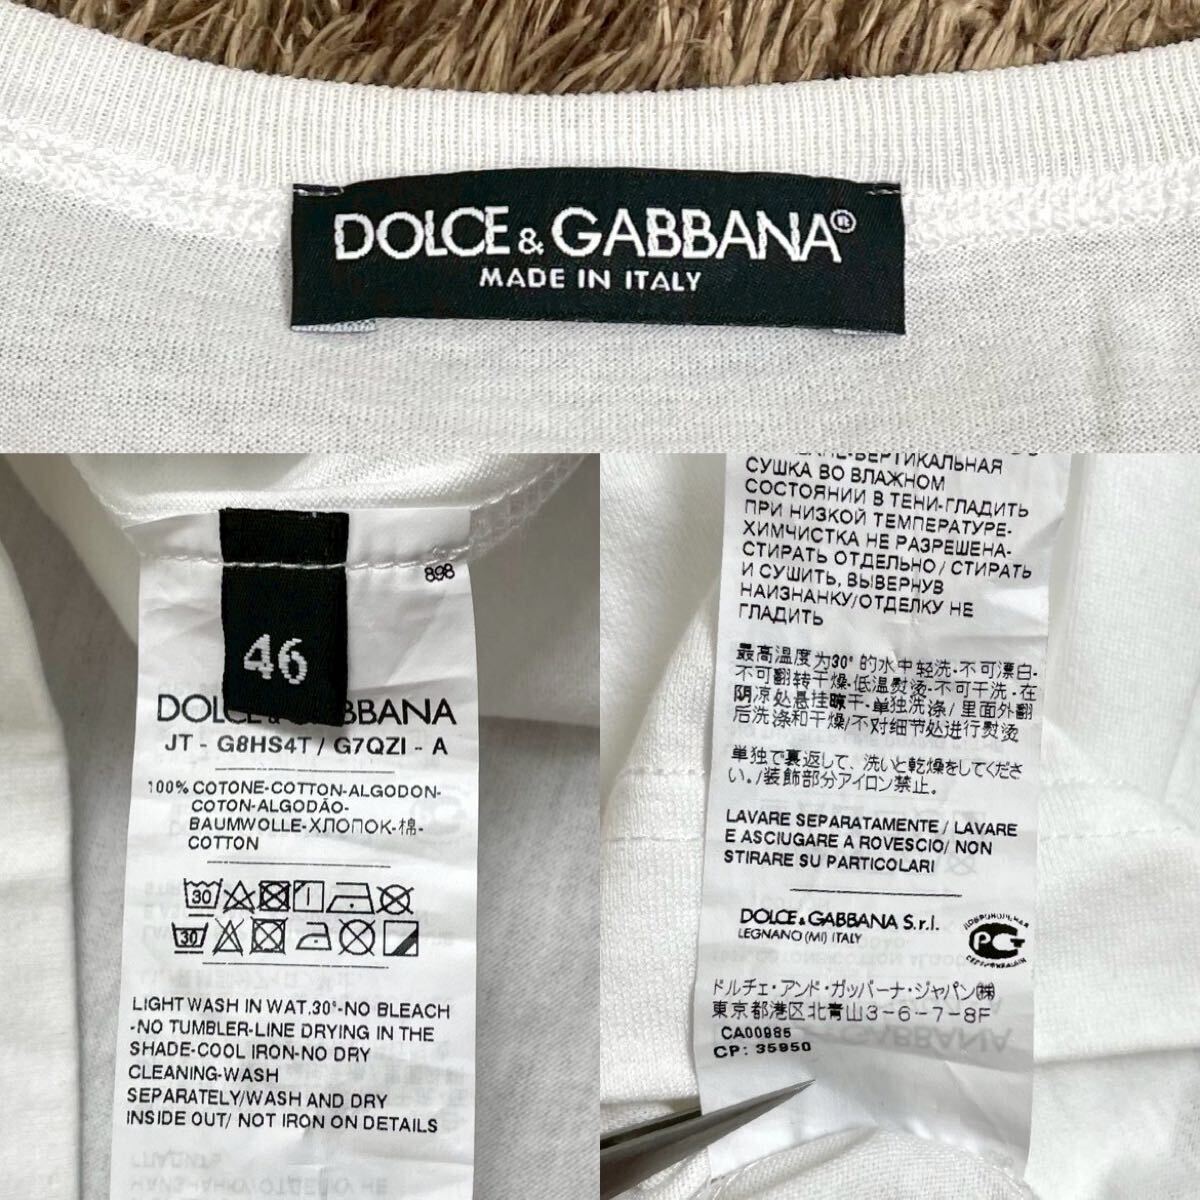 DOLCE & GABBANA®
MADE IN ITALY
898
46
DOLCE & GABBANA
JT - G8HS4T / G7QZI - A
100% COTONE-COTTON-ALGODON-
COTON-ALGODÃO-
BAUMWOLLE-ХЛОПОК-棉-
COTTON
30
30
LIGHT WASH IN WAT.30°-NO BLEACH
-NO TUMBLER-LINE DRYING IN THE
SHADE-COOL IRON-NO DRY
CLEANING-WASH
SEPARATELY/WASH AND DRY
INSIDE OUT/ NOT IRON ON DETAILS
СУШКА ВО ВЛАЖНОМ
СОСТОЯНИИ В ТЕНИ-ГЛАДИТЬ
ПРИ НИЗКОЙ ТЕМПЕРАТУРЕ-
ХИМЧИСТКА НЕ РАЗРЕШЕНА-
СТИРАТЬ ОТДЕЛЬНО / СТИРАТЬ
И СУШИТЬ, ВЫВЕРНУВ
НАИЗНАНКУ/ОТДЕЛКУ НЕ
ГЛАДИТЬ
最高温度为30°的水中轻洗-不可漂白-
不可翻转干燥-低温熨烫-不可干洗-在
阴凉处悬挂晾干-单独洗涤/里面外翻
后洗涤和干燥/不对细节处进行熨烫
単独で裏返して、洗いと乾燥をしてくださ
い。/装飾部分アイロン禁止。
LAVARE SEPARATAMENTE / LAVARE
E ASCIUGARE A ROVESCIO/ NON
STIRARE SU PARTICOLARI
DOLCE & GABBANA S.r.l.
LEGNANO (MI) ITALY
ドルチェ・アンド・ガッバーナ・ジャパン㈱
東京都港区北青山3-6-7-8F
CA00985
CP: 35950